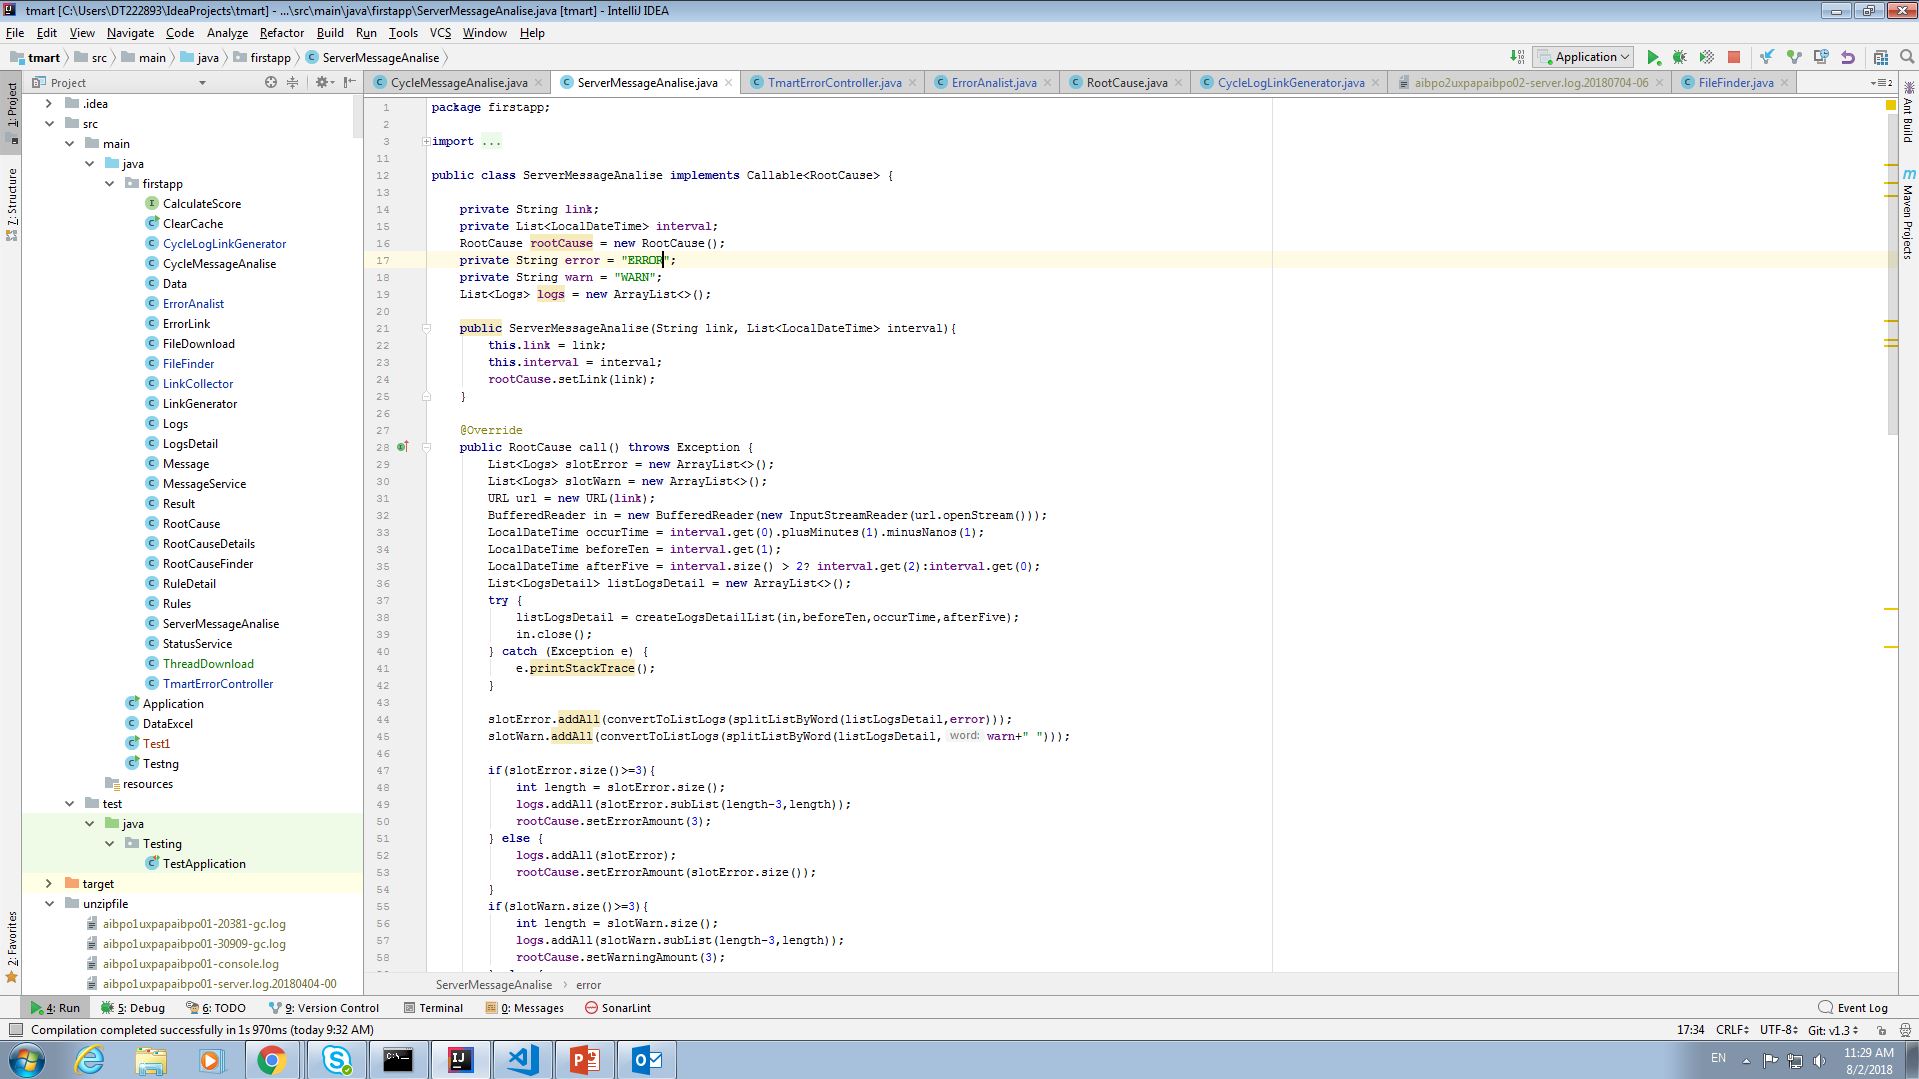 tmart [C:\Users\DT222893\IdeaProjects\tmart] - ...\src\main\java\firstapp\ServerMessageAnalise.java [tmart] - IntelliJ IDEA
File Edit View Navigate Code Analyze Refactor Build Run Tools VCS Window Help
tmart src main java firstapp ServerMessageAnalise Application
Project
CycleMessageAnalise.java ServerMessageAnalise.java TmartErrorController.java ErrorAnalist.java RootCause.java CycleLogLinkGenerator.java aibpo2uxpapaibpo02-server.log.20180704-06 FileFinder.java
1: Project
7: Structure
2: Favorites
.idea
src
main
java
firstapp
CalculateScore
ClearCache
CycleLogLinkGenerator
CycleMessageAnalise
Data
ErrorAnalist
ErrorLink
FileDownload
FileFinder
LinkCollector
LinkGenerator
Logs
LogsDetail
Message
MessageService
Result
RootCause
RootCauseDetails
RootCauseFinder
RuleDetail
Rules
ServerMessageAnalise
StatusService
ThreadDownload
TmartErrorController
Application
DataExcel
Test1
Testng
resources
test
java
Testing
TestApplication
target
unzipfile
aibpo1uxpapaibpo01-20381-gc.log
aibpo1uxpapaibpo01-30909-gc.log
aibpo1uxpapaibpo01-console.log
aibpo1uxpapaibpo01-server.log.20180404-00
1 package firstapp;
2
3 import ...
11
12 public class ServerMessageAnalise implements Callable<RootCause> {
13
14 private String link;
15 private List<LocalDateTime> interval;
16 RootCause rootCause = new RootCause();
17 private String error = "ERROR";
18 private String warn = "WARN";
19 List<Logs> logs = new ArrayList<>();
20
21 public ServerMessageAnalise(String link, List<LocalDateTime> interval){
22 this.link = link;
23 this.interval = interval;
24 rootCause.setLink(link);
25 }
26
27 @Override
28 public RootCause call() throws Exception {
29 List<Logs> slotError = new ArrayList<>();
30 List<Logs> slotWarn = new ArrayList<>();
31 URL url = new URL(link);
32 BufferedReader in = new BufferedReader(new InputStreamReader(url.openStream()));
33 LocalDateTime occurTime = interval.get(0).plusMinutes(1).minusNanos(1);
34 LocalDateTime beforeTen = interval.get(1);
35 LocalDateTime afterFive = interval.size() > 2? interval.get(2):interval.get(0);
36 List<LogsDetail> listLogsDetail = new ArrayList<>();
37 try {
38 listLogsDetail = createLogsDetailList(in,beforeTen,occurTime,afterFive);
39 in.close();
40 } catch (Exception e) {
41 e.printStackTrace();
42 }
43
44 slotError.addAll(convertToListLogs(splitListByWord(listLogsDetail,error)));
45 slotWarn.addAll(convertToListLogs(splitListByWord(listLogsDetail, word: warn+" ")));
46
47 if(slotError.size()>=3){
48 int length = slotError.size();
49 logs.addAll(slotError.subList(length-3,length));
50 rootCause.setErrorAmount(3);
51 } else {
52 logs.addAll(slotError);
53 rootCause.setErrorAmount(slotError.size());
54 }
55 if(slotWarn.size()>=3){
56 int length = slotWarn.size();
57 logs.addAll(slotWarn.subList(length-3,length));
58 rootCause.setWarningAmount(3);
ServerMessageAnalise error
Ant Build
Maven Projects
4: Run 5: Debug 6: TODO 9: Version Control Terminal 0: Messages SonarLint Event Log
Compilation completed successfully in 1s 970ms (today 9:32 AM) 17:34 CRLF UTF-8 Git: v1.3
EN 11:29 AM
8/2/2018